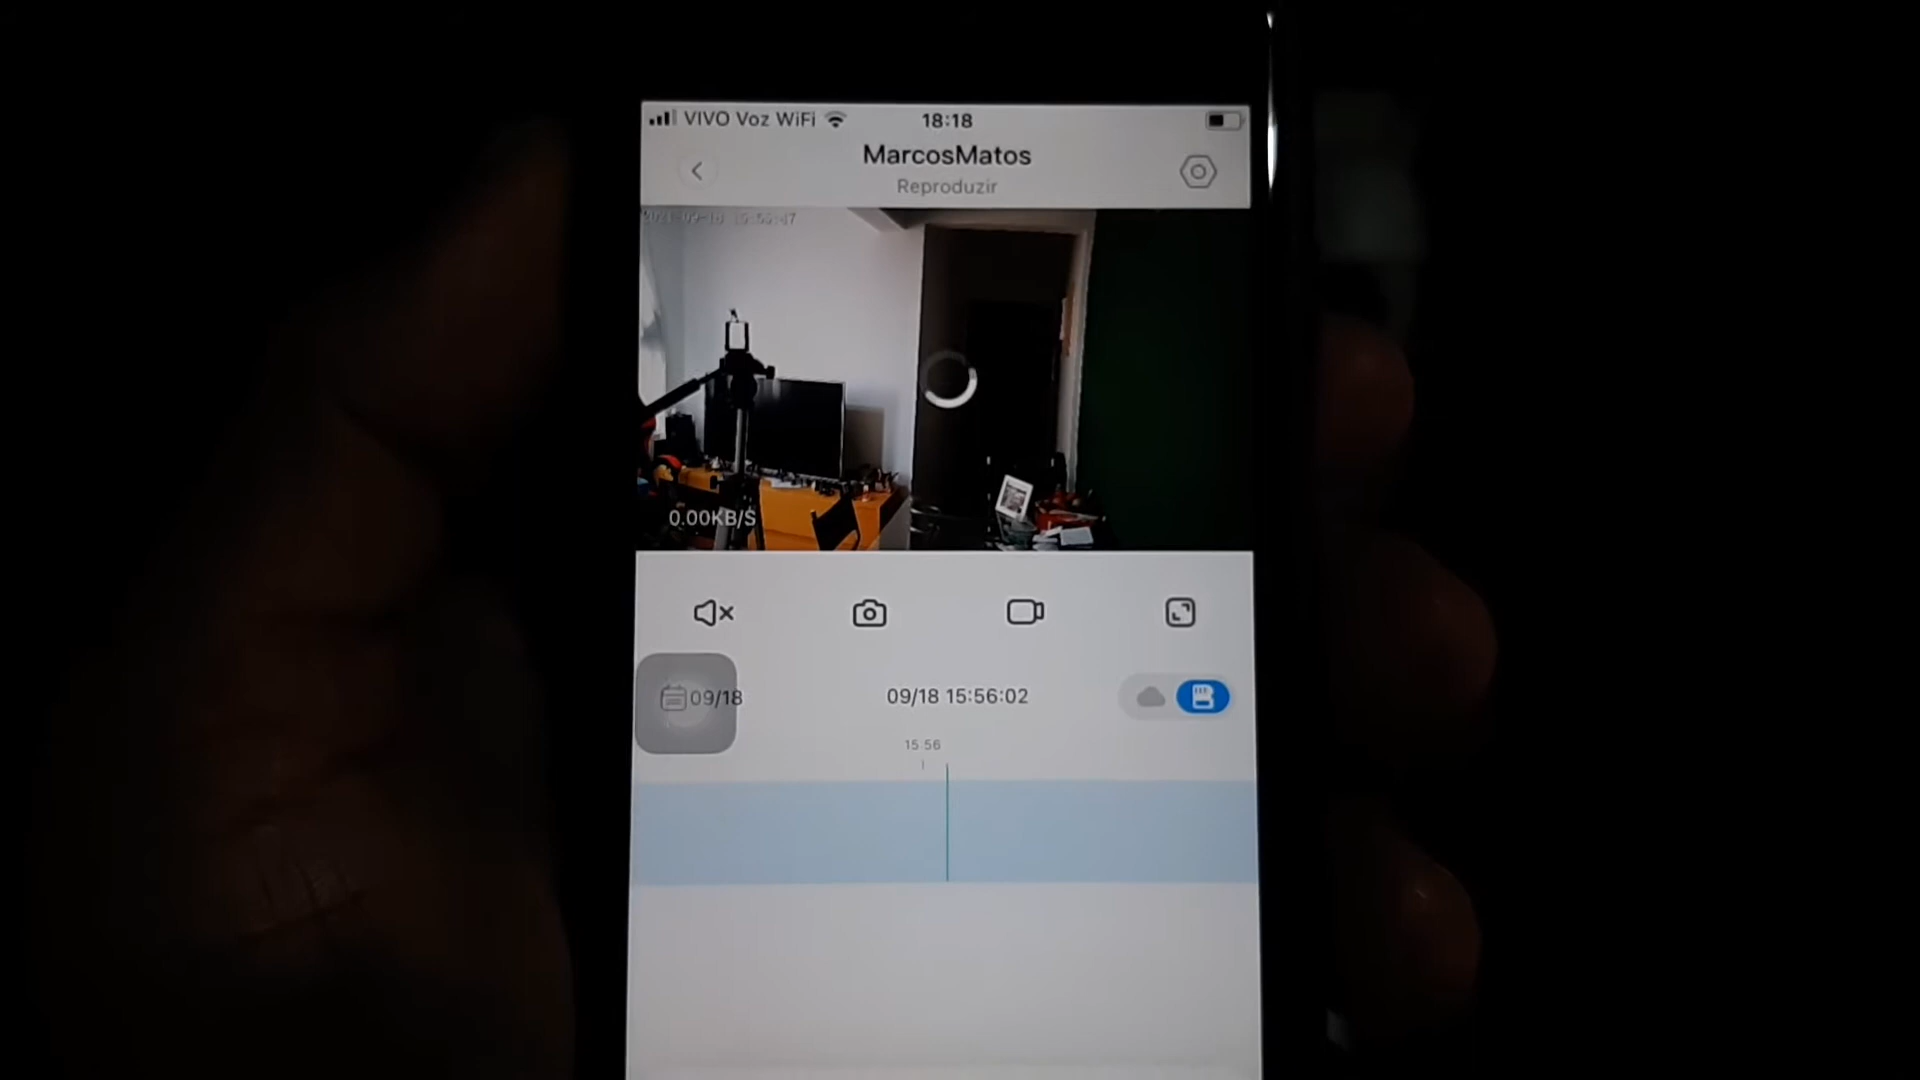 VIVO Voz WiFi 18:18
MarcosMatos
Reproduzir
0.00KB/S
09/18 09/18 15:56:02
15 56